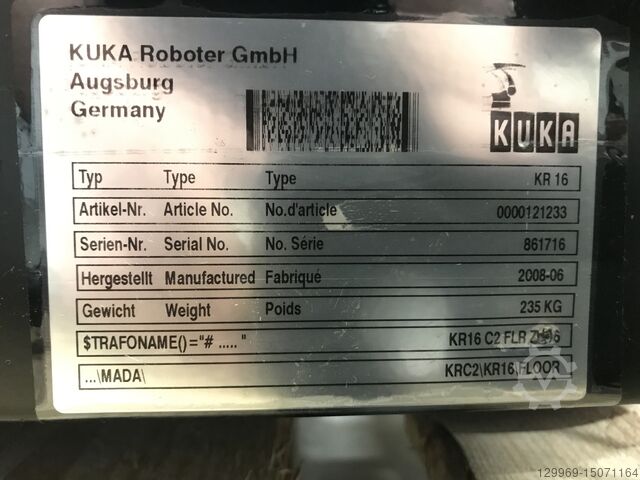 KUKA Roboter GmbH
Augsburg
Germany
KUKA
Typ Type Type KR 16
Artikel-Nr. Article No. No.d'article 0000121233
Serien-Nr. Serial No. No. Série 861716
Hergestellt Manufactured Fabriqué 2008-06
Gewicht Weight Poids 235 KG
$TRAFONAME()="# ..... " KR16 C2 FLR
...\MADA\ KRC2\KR16\FLOOR
129969-15071164